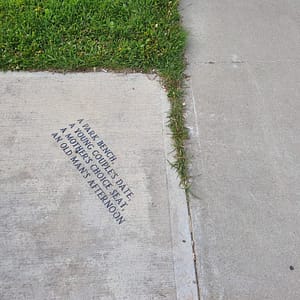 A PARK BENCH,
A YOUNG COUPLE'S DATE,
A MOTHER'S CHOICE SEAT,
AN OLD MAN'S AFTERNOON